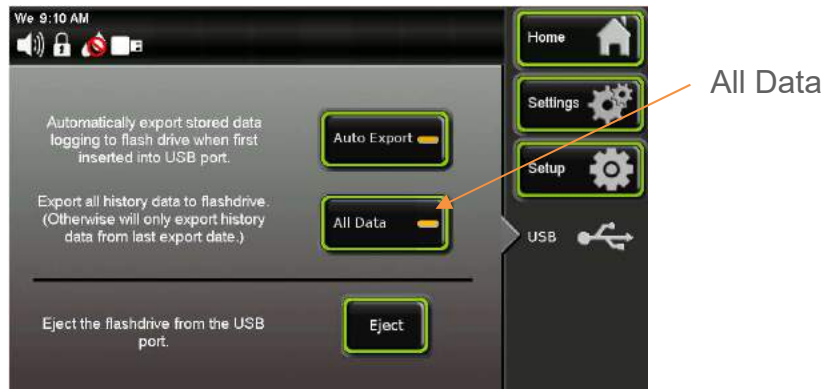 We 9:10 AM
Home
Settings
All Data
Automatically export stored data
logging to flash drive when first
inserted into USB port.
Auto Export
Setup
Export all history data to flashdrive.
(Otherwise will only export history
data from last export date.)
All Data
USB
Eject the flashdrive from the USB
port.
Eject